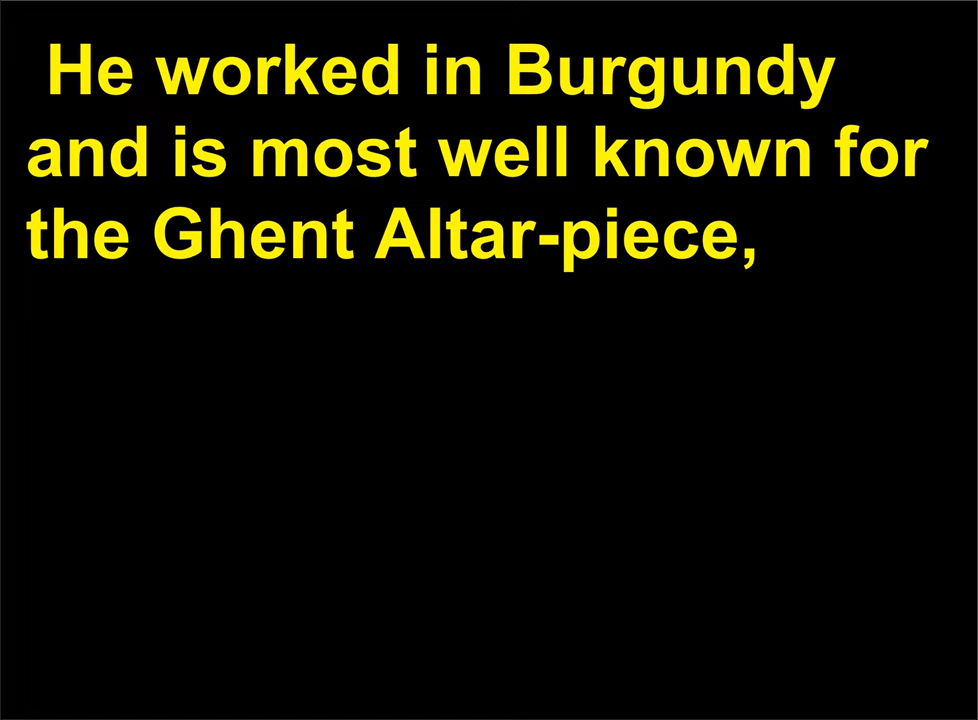 He worked in Burgundy
and is most well known for
the Ghent Altar-piece,